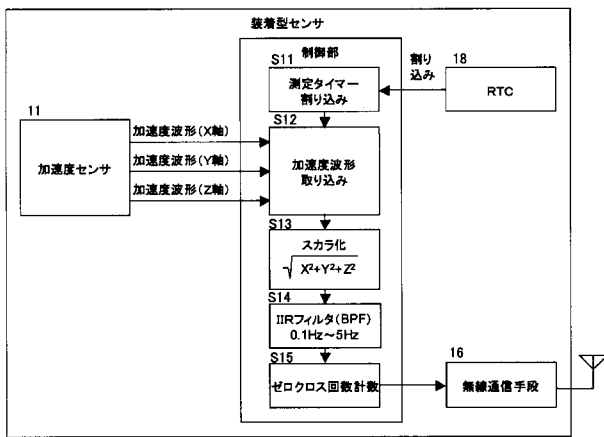 装着型センサ
制御部
S11
測定タイマー
割り込み
割り
込み
18
RTC
11
加速度センサ
加速度波形(X軸)
加速度波形(Y軸)
加速度波形(Z軸)
S12
加速度波形
取り込み
S13
スカラ化
√X²+Y²+Z²
S14
IIRフィルタ(BPF)
0.1Hz～5Hz
S15
ゼロクロス回数計数
16
無線通信手段